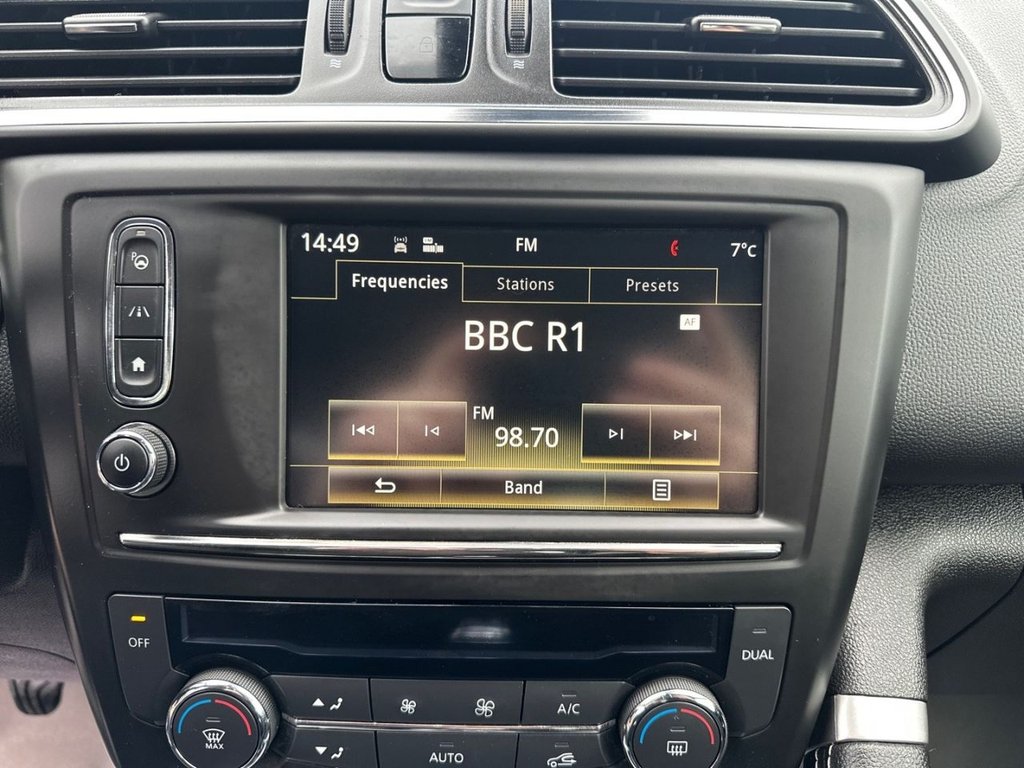 14:49 FM 7°C
Frequencies Stations Presets
AF
BBC R1
FM
98.70
Band
P
OFF
DUAL
A/C
MAX
AUTO